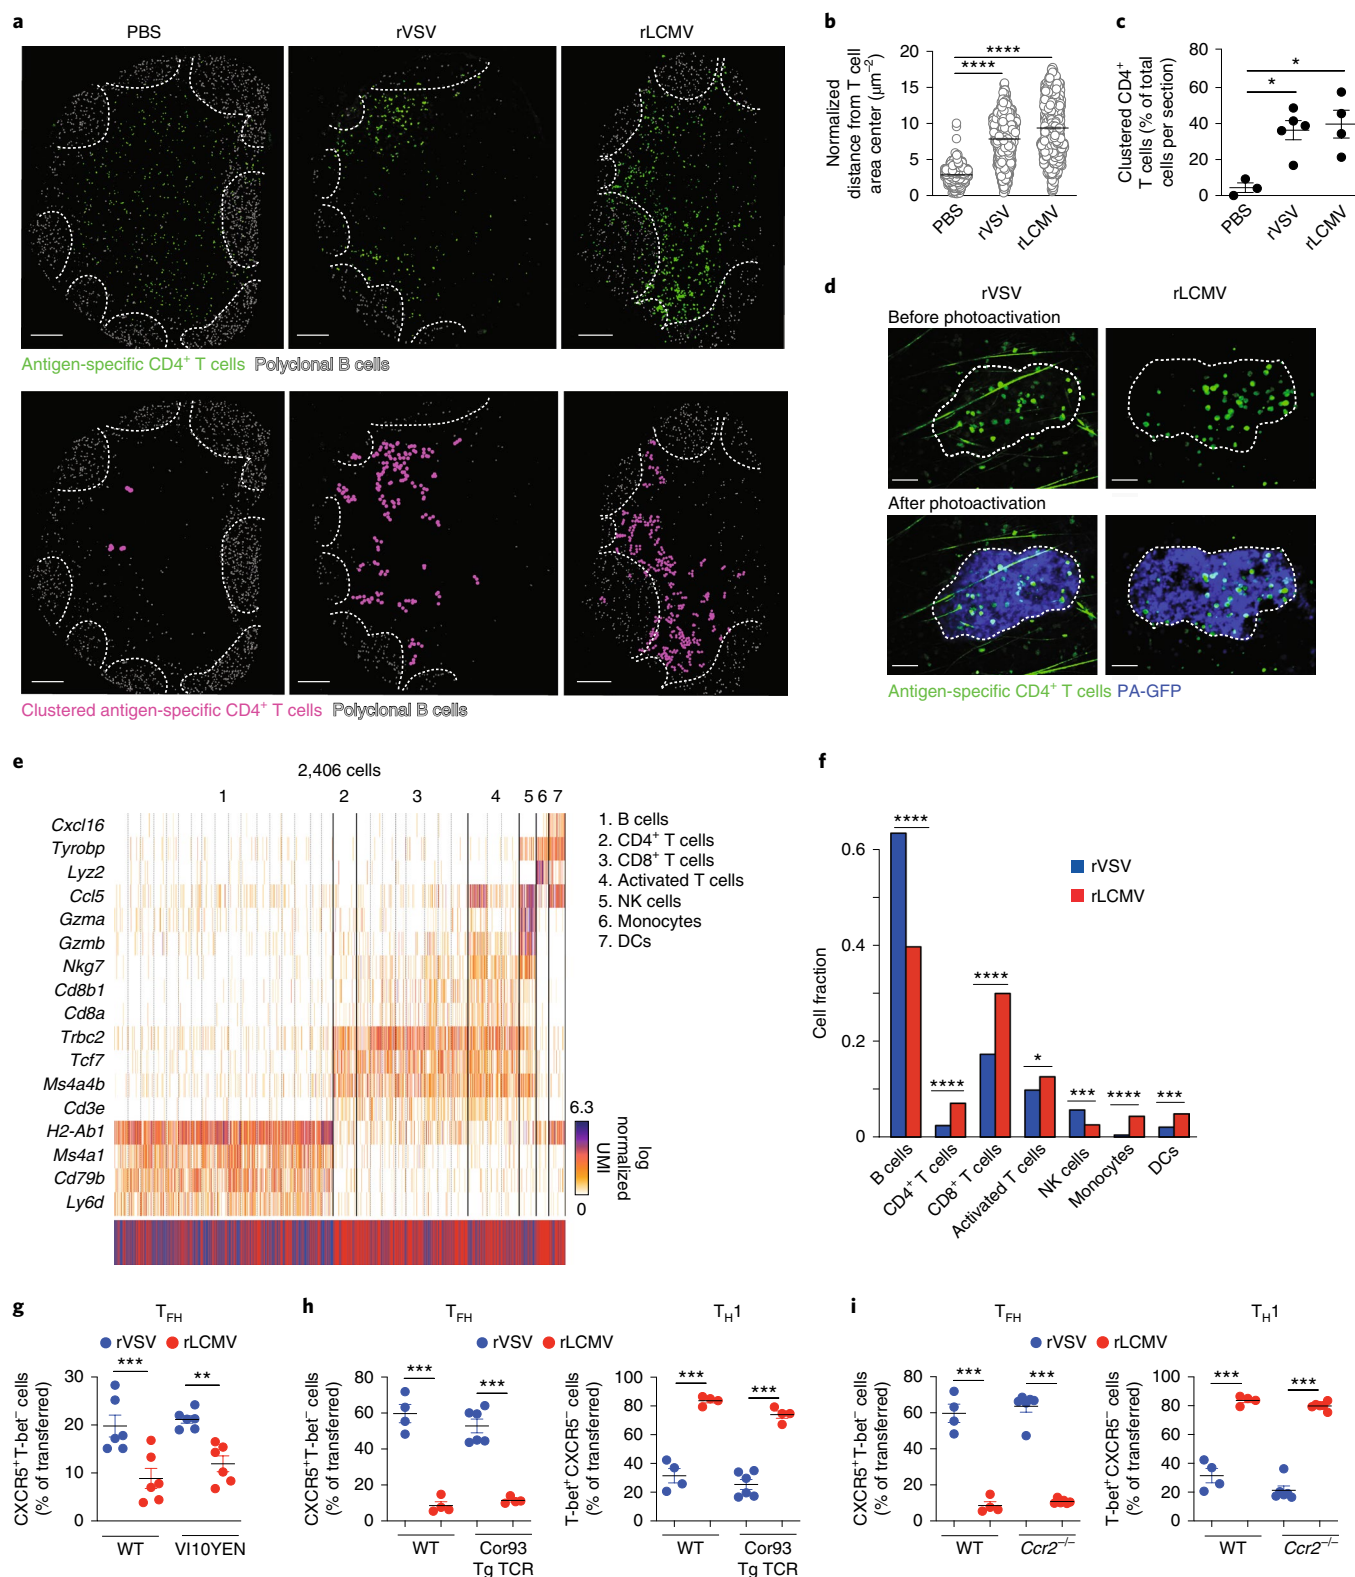 a
PBS
rVSV
rLCMV
Antigen-specific CD4⁺ T cells Polyclonal B cells
Clustered antigen-specific CD4⁺ T cells Polyclonal B cells
b
Normalized
distance from T cell
area center (µm⁻²)
20
15
10
5
0
****
****
PBS
rVSV
rLCMV
c
Clustered CD4⁺
T cells (% of total
cells per section)
80
60
40
20
0
*
*
PBS
rVSV
rLCMV
d
rVSV
rLCMV
Before photoactivation
After photoactivation
Antigen-specific CD4⁺ T cells PA-GFP
e
2,406 cells
1
2
3
4
5
6
7
Cxcl16
Tyrobp
Lyz2
Ccl5
Gzma
Gzmb
Nkg7
Cd8b1
Cd8a
Trbc2
Tcf7
Ms4a4b
Cd3e
H2-Ab1
Ms4a1
Cd79b
Ly6d
1. B cells
2. CD4⁺ T cells
3. CD8⁺ T cells
4. Activated T cells
5. NK cells
6. Monocytes
7. DCs
6.3
0
log
normalized
UMI
f
Cell fraction
0.6
0.4
0.2
0
****
****
****
*
***
****
***
rVSV
rLCMV
B cells
CD4⁺ T cells
CD8⁺ T cells
Activated T cells
NK cells
Monocytes
DCs
g
T_FH
rVSV rLCMV
CXCR5⁺T-bet⁻ cells
(% of transferred)
30
20
10
0
***
**
WT
VI10YEN
h
T_FH
T_H1
rVSV rLCMV
CXCR5⁺T-bet⁻ cells
(% of transferred)
80
60
40
20
0
***
***
WT
Cor93
Tg TCR
T-bet⁺ CXCR5⁻ cells
(% of transferred)
100
80
60
40
20
0
***
***
WT
Cor93
Tg TCR
i
T_FH
T_H1
rVSV rLCMV
CXCR5⁺T-bet⁻ cells
(% of transferred)
80
60
40
20
0
***
***
WT
Ccr2⁻/⁻
T-bet⁺ CXCR5⁻ cells
(% of transferred)
100
80
60
40
20
0
***
***
WT
Ccr2⁻/⁻